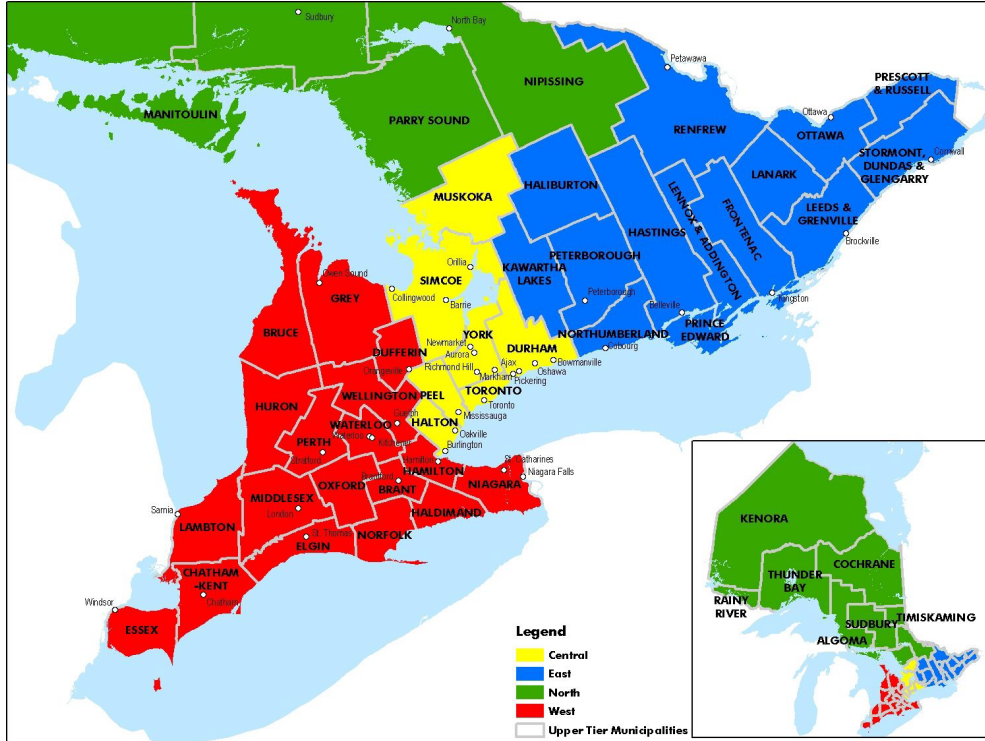 Sudbury
North Bay
Petawawa
NIPISSING
PRESCOTT
& RUSSELL
MANITOULIN
PARRY SOUND
Ottawa
OTTAWA
RENFREW
STORMONT,
DUNDAS &
GLENGARRY
Cornwall
LANARK
HALIBURTON
MUSKOKA
LENNOX & ADDINGTON
FRONTENAC
LEEDS &
GRENVILLE
HASTINGS
Brockville
Orillia
PETERBOROUGH
KAWARTHA
LAKES
SIMCOE
Owen Sound
GREY
Collingwood
Barrie
Peterborough
Belleville
Kingston
BRUCE
YORK
NORTHUMBERLAND
PRINCE
EDWARD
Newmarket
Aurora
DURHAM
Cobourg
DUFFERIN
Bowmanville
Orangeville
Richmond Hill
Ajax
Oshawa
Markham
Pickering
WELLINGTON
PEEL
TORONTO
Toronto
HURON
Guelph
Mississauga
WATERLOO
HALTON
Waterloo
Kitchener
Oakville
PERTH
Stratford
Burlington
Hamilton
HAMILTON
St. Catharines
Niagara Falls
Brantford
BRANT
NIAGARA
OXFORD
MIDDLESEX
London
HALDIMAND
Sarnia
LAMBTON
St. Thomas
ELGIN
NORFOLK
CHATHAM
-KENT
Chatham
Windsor
ESSEX
Legend
Central
East
North
West
Upper Tier Municipalities
KENORA
COCHRANE
THUNDER
BAY
RAINY
RIVER
TIMISKAMING
SUDBURY
ALGOMA